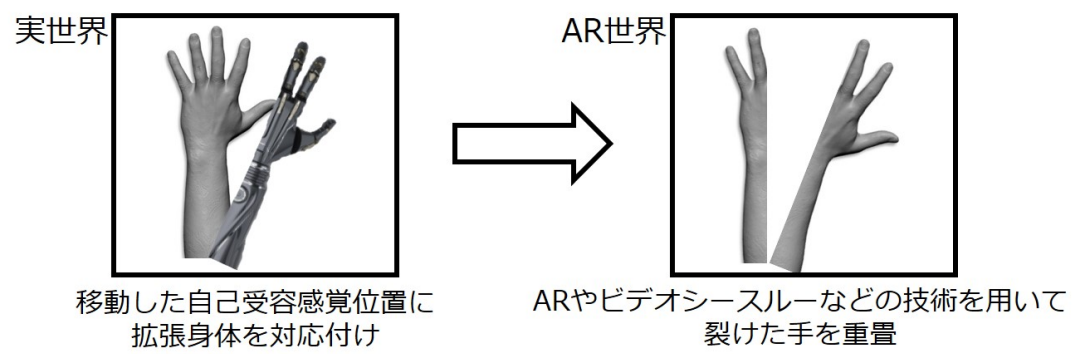 実世界
AR世界
移動した自己受容感覚位置に
拡張身体を対応付け
ARやビデオシースルーなどの技術を用いて
裂けた手を重畳